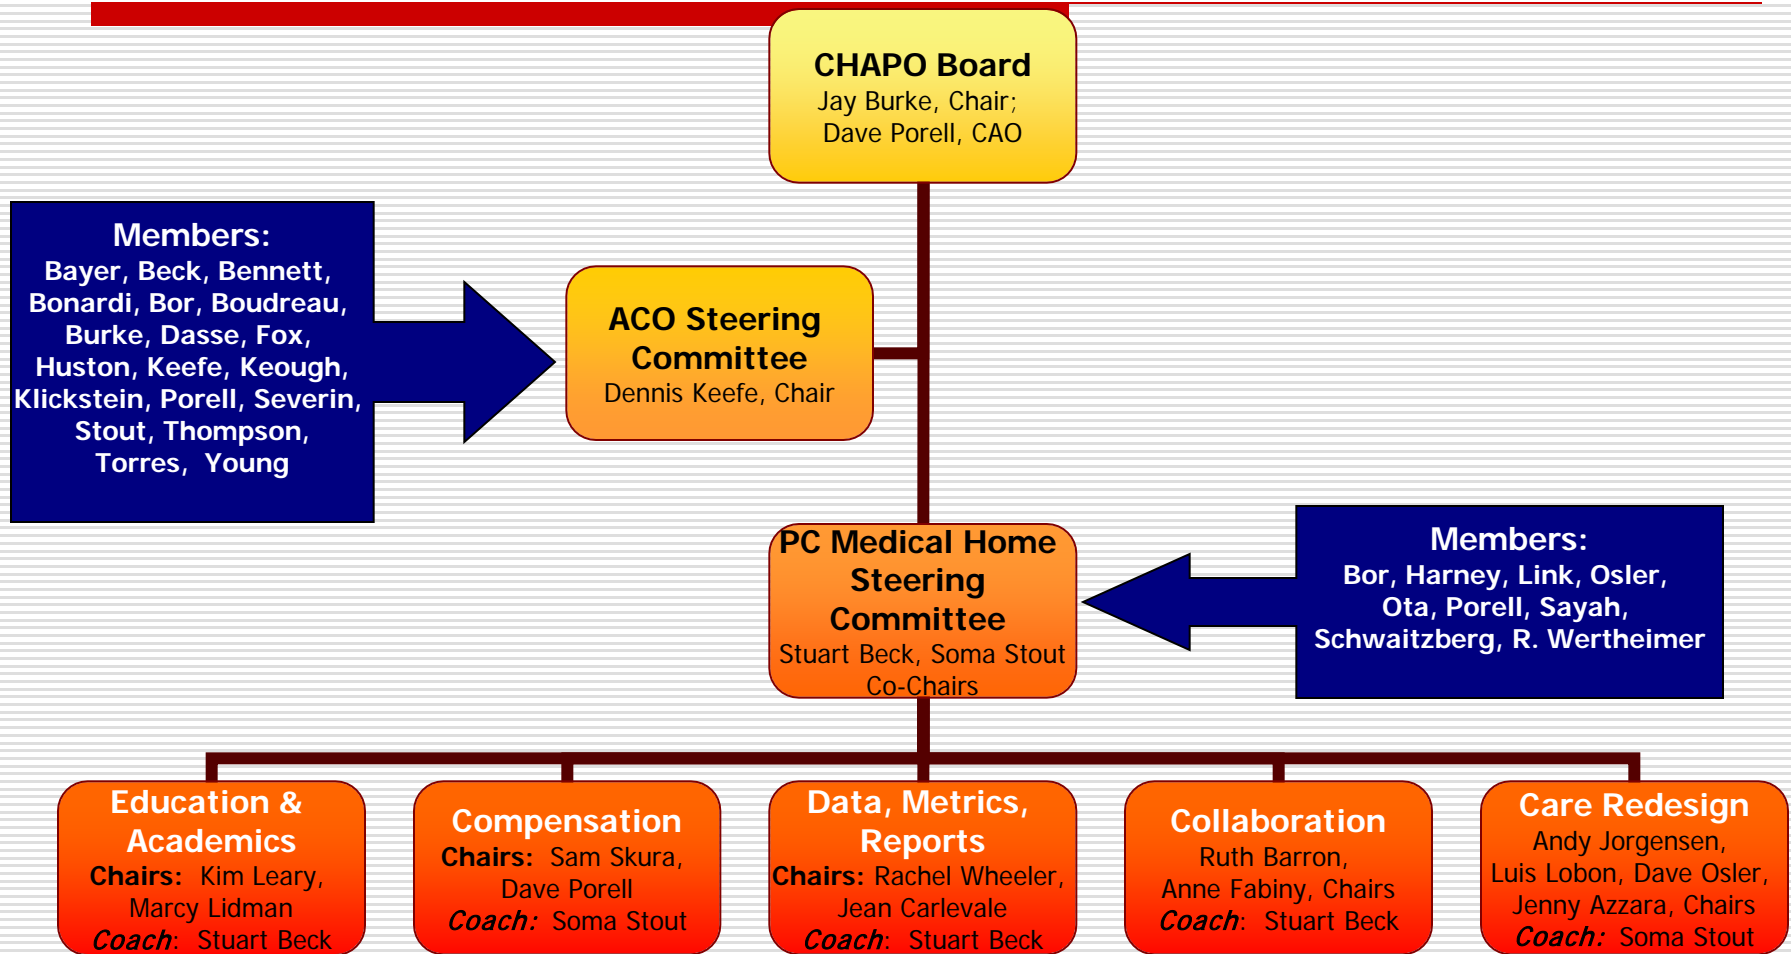 CHAPO Board
Jay Burke, Chair;
Dave Porell, CAO
Members:
Bayer, Beck, Bennett,
Bonardi, Bor, Boudreau,
Burke, Dasse, Fox,
Huston, Keefe, Keough,
Klickstein, Porell, Severin,
Stout, Thompson,
Torres, Young
ACO Steering
Committee
Dennis Keefe, Chair
PC Medical Home
Steering
Committee
Stuart Beck, Soma Stout
Co-Chairs
Members:
Bor, Harney, Link, Osler,
Ota, Porell, Sayah,
Schwaitzberg, R. Wertheimer
Education &
Academics
Chairs: Kim Leary,
Marcy Lidman
Coach: Stuart Beck
Compensation
Chairs: Sam Skura,
Dave Porell
Coach: Soma Stout
Data, Metrics,
Reports
Chairs: Rachel Wheeler,
Jean Carlevale
Coach: Stuart Beck
Collaboration
Ruth Barron,
Anne Fabiny, Chairs
Coach: Stuart Beck
Care Redesign
Andy Jorgensen,
Luis Lobon, Dave Osler,
Jenny Azzara, Chairs
Coach: Soma Stout